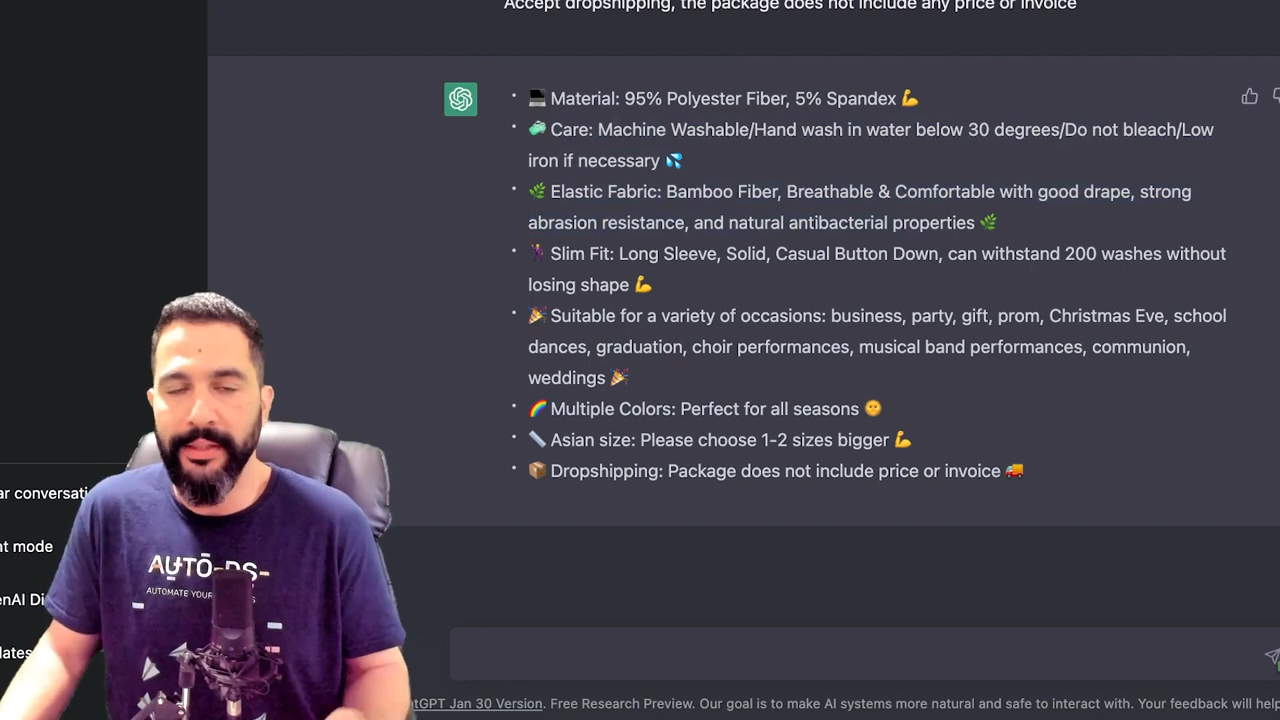 Accept dropshipping, the package does not include any price or invoice
Material: 95% Polyester Fiber, 5% Spandex
Care: Machine Washable/Hand wash in water below 30 degrees/Do not bleach/Low
iron if necessary
Elastic Fabric: Bamboo Fiber, Breathable & Comfortable with good drape, strong
abrasion resistance, and natural antibacterial properties
Slim Fit: Long Sleeve, Solid, Casual Button Down, can withstand 200 washes without
losing shape
Suitable for a variety of occasions: business, party, gift, prom, Christmas Eve, school
dances, graduation, choir performances, musical band performances, communion,
weddings
Multiple Colors: Perfect for all seasons
Asian size: Please choose 1-2 sizes bigger
Dropshipping: Package does not include price or invoice
ar conversati
nt mode
enAI Di
lates
AUTO-DS-
AUTOMATE YOUR
tGPT Jan 30 Version. Free Research Preview. Our goal is to make AI systems more natural and safe to interact with. Your feedback will help